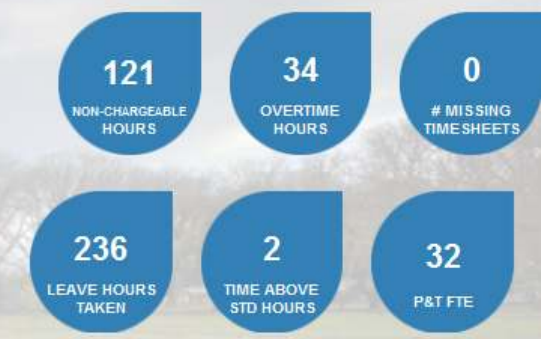 121
NON-CHARGEABLE
HOURS
34
OVERTIME
HOURS
0
# MISSING
TIMESHEETS
236
LEAVE HOURS
TAKEN
2
TIME ABOVE
STD HOURS
32
P&T FTE